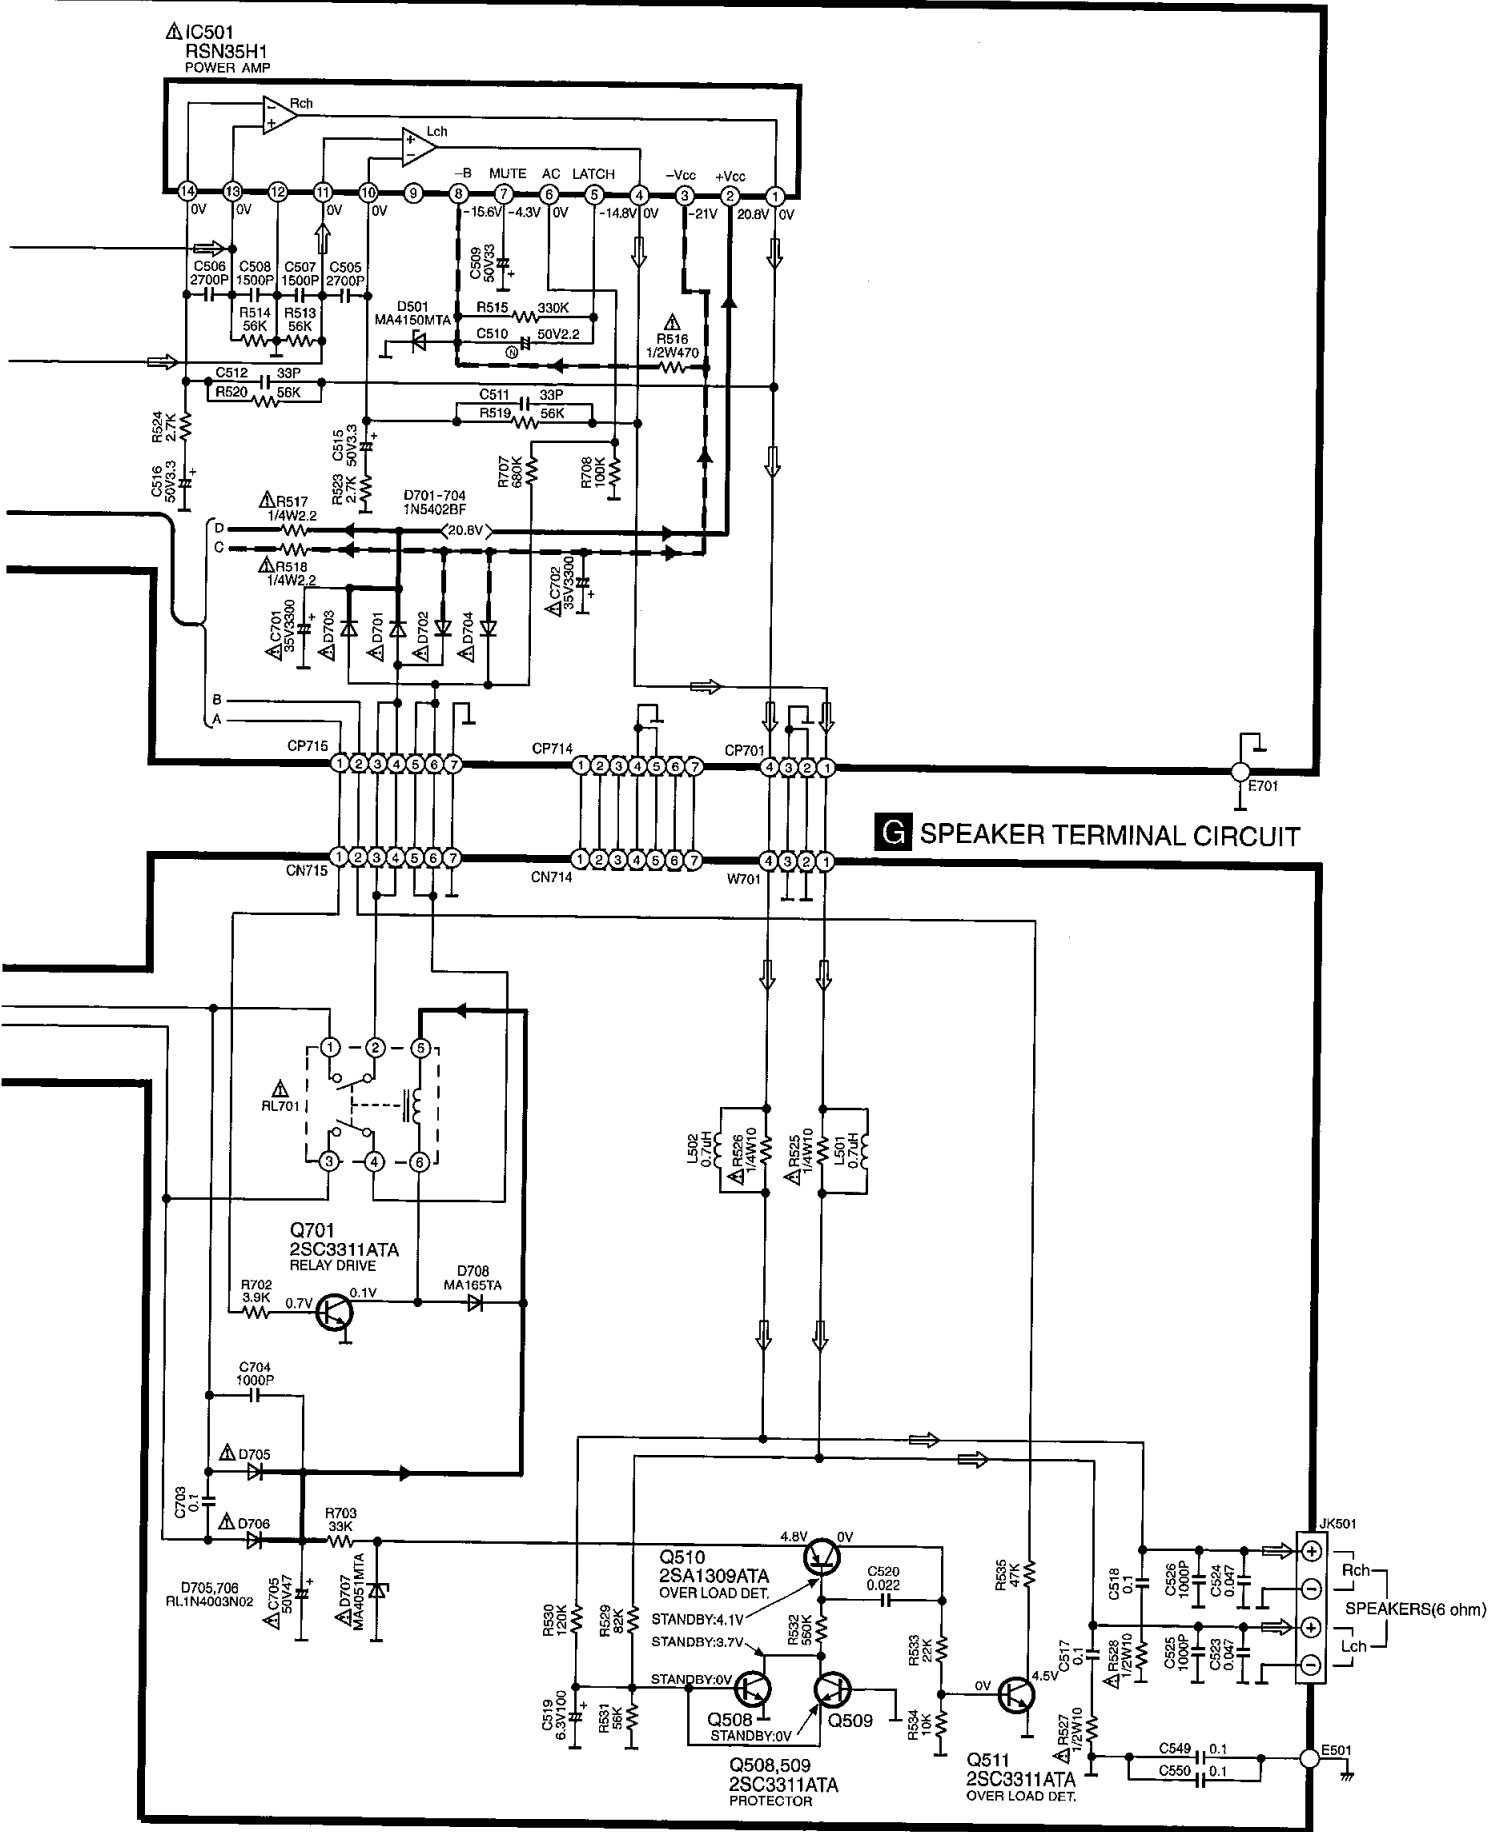 ⚠ IC501
RSN35H1
POWER AMP
Rch
Lch
−
+
+
−
-B MUTE AC LATCH -Vcc +Vcc
14 13 12 11 10 9 8 7 6 5 4 3 2 1
0V 0V 0V 0V -15.6V -4.3V 0V -14.8V 0V -21V 20.8V 0V
C506
2700P
C508
1500P
C507
1500P
C505
2700P
C509
50V33
+
R514
56K
R513
56K
D501
MA4150MTA
R515 330K
C510 50V2.2
N
⚠
R516
1/2W470
C512 33P
R520 56K
C511 33P
R519 56K
R524
2.7K
C516
50V3.3
+
C515
50V3.3
+
R523
2.7K
R707
680K
R708
100K
D701-704
1N5402BF
⚠R517
1/4W2.2
D
20.8V
C
⚠R518
1/4W2.2
⚠C701
35V3300
+
⚠D703
⚠D701
⚠D702
⚠D704
⚠C702
35V3300
+
B
A
CP715
1 2 3 4 5 6 7
CP714
1 2 3 4 5 6 7
CP701
4 3 2 1
E701
G SPEAKER TERMINAL CIRCUIT
1 2 3 4 5 6 7
CN715
1 2 3 4 5 6 7
CN714
4 3 2 1
W701
1 2 5
⚠
RL701
3 4 6
L502
0.7uH
⚠R526
1/4W10
⚠R525
1/4W10
L501
0.7uH
Q701
2SC3311ATA
RELAY DRIVE
R702
3.9K
0.7V
0.1V
D708
MA165TA
C704
1000P
⚠D705
C703
0.1
⚠D706
R703
33K
D705,706
RL1N4003N02
⚠C705
50V47
+
⚠D707
MA4051MTA
4.8V
0V
Q510
2SA1309ATA
OVER LOAD DET.
C520
0.022
STANDBY:4.1V
STANDBY:3.7V
STANDBY:0V
R530
120K
R529
82K
R532
560K
R533
22K
R535
47K
C519
6.3V100
+
R531
56K
Q508
STANDBY:0V
Q509
R534
10K
0V
4.5V
Q508,509
2SC3311ATA
PROTECTOR
Q511
2SC3311ATA
OVER LOAD DET.
C518
0.1
C517
0.1
⚠R528
1/2W10
⚠R527
1/2W10
C526
1000P
C524
0.047
C525
1000P
C523
0.047
JK501
+
−
+
−
Rch
SPEAKERS(6 ohm)
Lch
C549 0.1
C550 0.1
E501